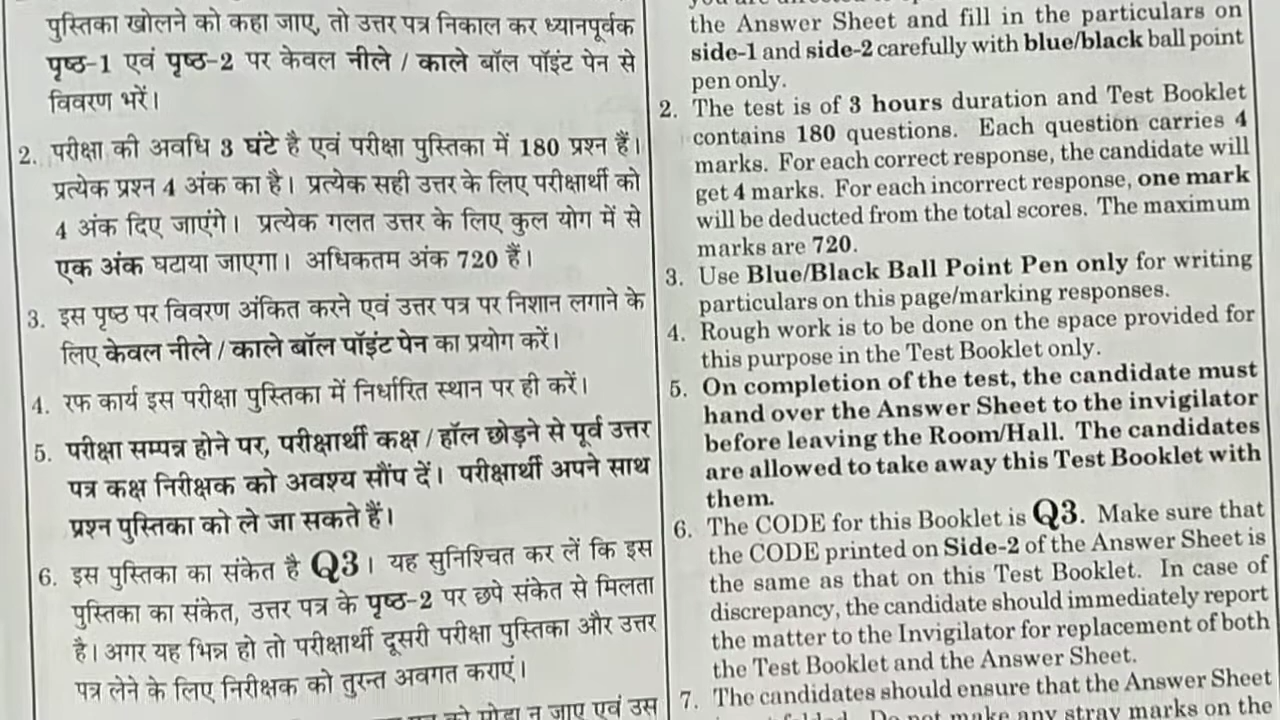 पुस्तिका खोलने को कहा जाए, तो उत्तर पत्र निकाल कर ध्यानपूर्वक
पृष्ठ-1 एवं पृष्ठ-2 पर केवल नीले / काले बॉल पॉइंट पेन से
विवरण भरें।
2. परीक्षा की अवधि 3 घंटे है एवं परीक्षा पुस्तिका में 180 प्रश्न हैं।
प्रत्येक प्रश्न 4 अंक का है। प्रत्येक सही उत्तर के लिए परीक्षार्थी को
4 अंक दिए जाएंगे। प्रत्येक गलत उत्तर के लिए कुल योग में से
एक अंक घटाया जाएगा। अधिकतम अंक 720 हैं।
3. इस पृष्ठ पर विवरण अंकित करने एवं उत्तर पत्र पर निशान लगाने के
लिए केवल नीले / काले बॉल पॉइंट पेन का प्रयोग करें।
4. रफ कार्य इस परीक्षा पुस्तिका में निर्धारित स्थान पर ही करें।
5. परीक्षा सम्पन्न होने पर, परीक्षार्थी कक्ष / हॉल छोड़ने से पूर्व उत्तर
पत्र कक्ष निरीक्षक को अवश्य सौंप दें। परीक्षार्थी अपने साथ
प्रश्न पुस्तिका को ले जा सकते हैं।
6. इस पुस्तिका का संकेत है Q3। यह सुनिश्चित कर लें कि इस
पुस्तिका का संकेत, उत्तर पत्र के पृष्ठ-2 पर छपे संकेत से मिलता
है। अगर यह भिन्न हो तो परीक्षार्थी दूसरी परीक्षा पुस्तिका और उत्तर
पत्र लेने के लिए निरीक्षक को तुरन्त अवगत कराएं।
को मोड़ा न जाए एवं उस
the Answer Sheet and fill in the particulars on
side-1 and side-2 carefully with blue/black ball point
pen only.
2. The test is of 3 hours duration and Test Booklet
contains 180 questions. Each question carries 4
marks. For each correct response, the candidate will
get 4 marks. For each incorrect response, one mark
will be deducted from the total scores. The maximum
marks are 720.
3. Use Blue/Black Ball Point Pen only for writing
particulars on this page/marking responses.
4. Rough work is to be done on the space provided for
this purpose in the Test Booklet only.
5. On completion of the test, the candidate must
hand over the Answer Sheet to the invigilator
before leaving the Room/Hall. The candidates
are allowed to take away this Test Booklet with
them.
6. The CODE for this Booklet is Q3. Make sure that
the CODE printed on Side-2 of the Answer Sheet is
the same as that on this Test Booklet. In case of
discrepancy, the candidate should immediately report
the matter to the Invigilator for replacement of both
the Test Booklet and the Answer Sheet.
7. The candidates should ensure that the Answer Sheet
Do not make any stray marks on the